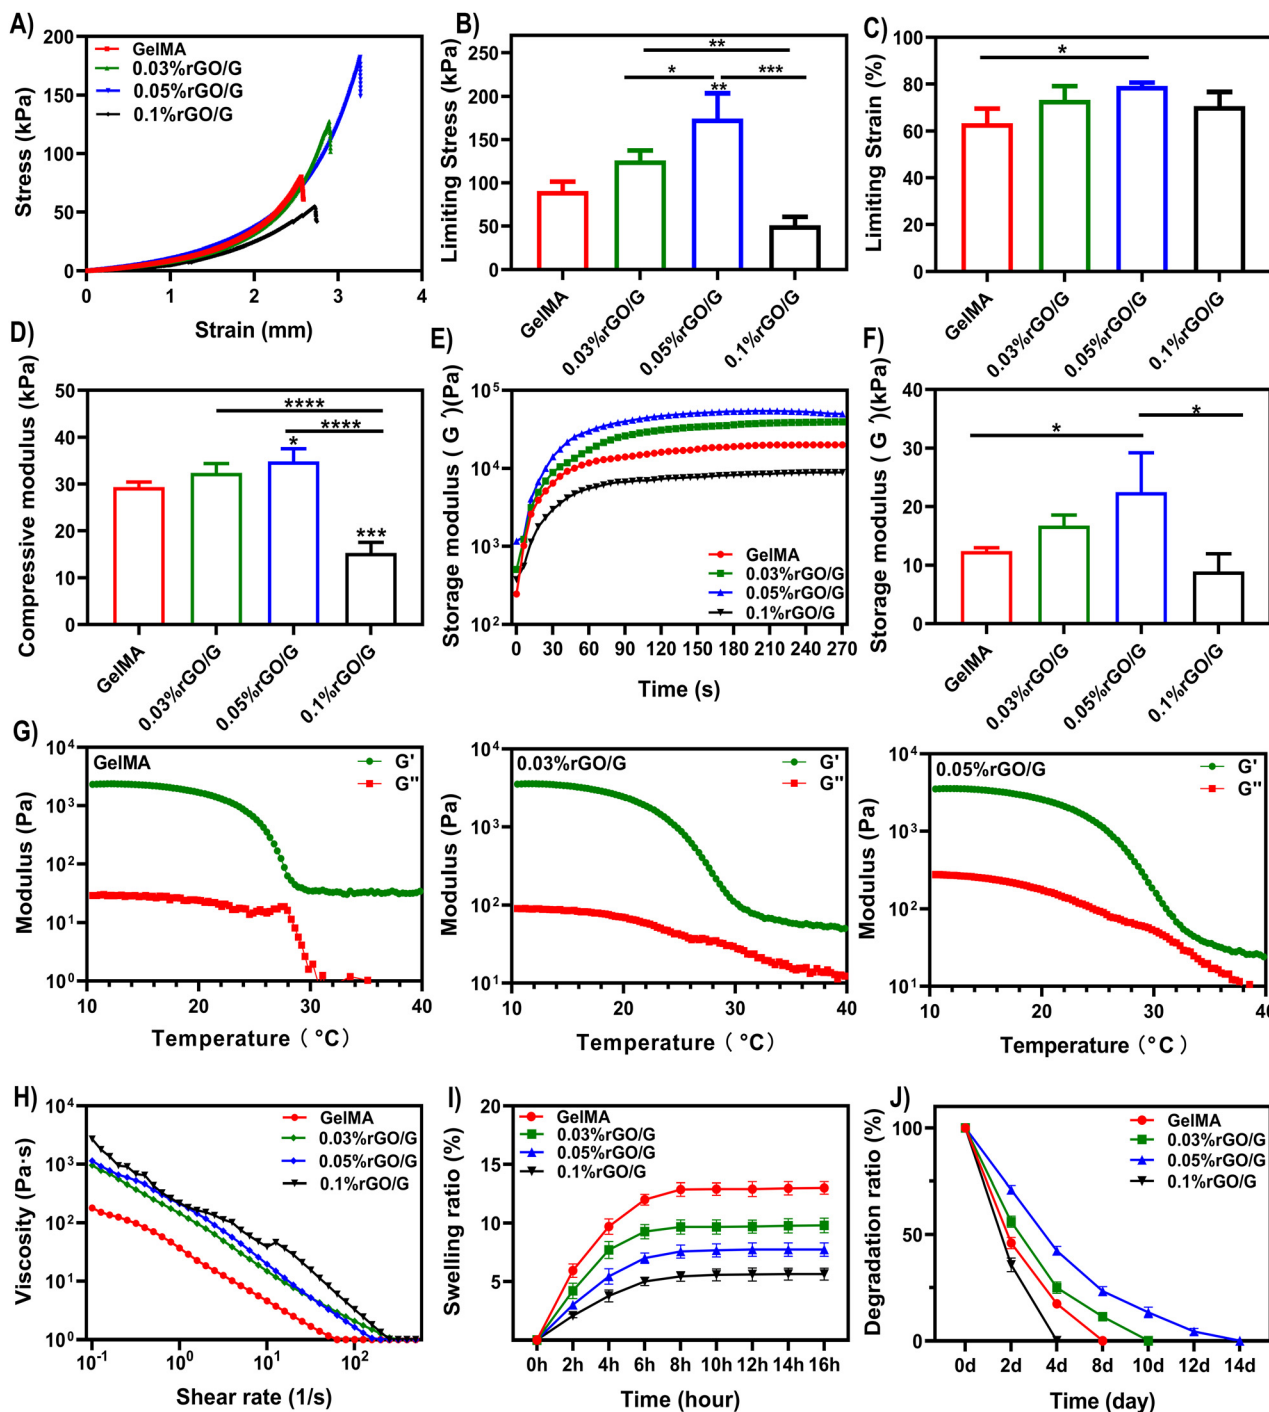 A)
Stress (kPa)
200
150
100
50
0
GelMA
0.03%rGO/G
0.05%rGO/G
0.1%rGO/G
0 1 2 3 4
Strain (mm)
B)
Limiting Stress (kPa)
250
200
150
100
50
0
**
* ***
**
GelMA 0.03%rGO/G 0.05%rGO/G 0.1%rGO/G
C)
Limiting Strain (%)
100
80
60
40
20
0
*
GelMA 0.03%rGO/G 0.05%rGO/G 0.1%rGO/G
D)
Compressive modulus (kPa)
50
40
30
20
10
0
****
****
*
***
GelMA 0.03%rGO/G 0.05%rGO/G 0.1%rGO/G
E)
Storage modulus ( G ´)(Pa)
10⁵
10⁴
10³
10²
GelMA
0.03%rGO/G
0.05%rGO/G
0.1%rGO/G
0 30 60 90 120 150 180 210 240 270
Time (s)
F)
Storage modulus ( G ´)(kPa)
40
30
20
10
0
*
*
GelMA 0.03%rGO/G 0.05%rGO/G 0.1%rGO/G
G)
Modulus (Pa)
10⁴
10³
10²
10¹
10⁰
GelMA
G'
G''
10 20 30 40
Temperature ( °C)
Modulus (Pa)
10⁴
10³
10²
10¹
0.03%rGO/G
G'
G''
10 20 30 40
Temperature ( °C)
Modulus (Pa)
10⁴
10³
10²
10¹
0.05%rGO/G
G'
G''
10 20 30 40
Temperature (°C)
H)
Viscosity (Pa·s)
10⁴
10³
10²
10¹
10⁰
GelMA
0.03%rGO/G
0.05%rGO/G
0.1%rGO/G
10⁻¹ 10⁰ 10¹ 10²
Shear rate (1/s)
I)
Swelling ratio (%)
20
15
10
5
GelMA
0.03%rGO/G
0.05%rGO/G
0.1%rGO/G
0h 2h 4h 6h 8h 10h 12h 14h 16h
Time (hour)
J)
Degradation ratio (%)
100
50
0
GelMA
0.03%rGO/G
0.05%rGO/G
0.1%rGO/G
0d 2d 4d 8d 10d 12d 14d
Time (day)